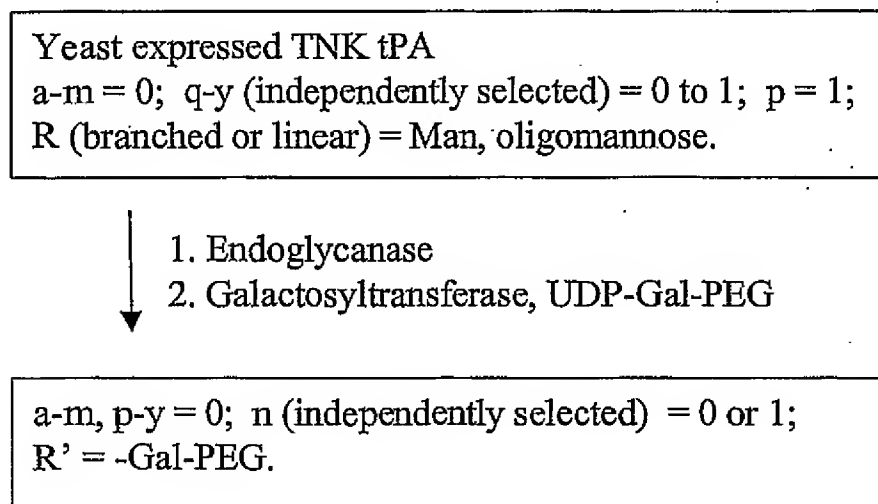 Yeast expressed TNK tPA
a-m = 0; q-y (independently selected) = 0 to 1; p = 1;
R (branched or linear) = Man, oligomannose.
1. Endoglycanase
2. Galactosyltransferase, UDP-Gal-PEG
a-m, p-y = 0; n (independently selected) = 0 or 1;
R’ = -Gal-PEG.